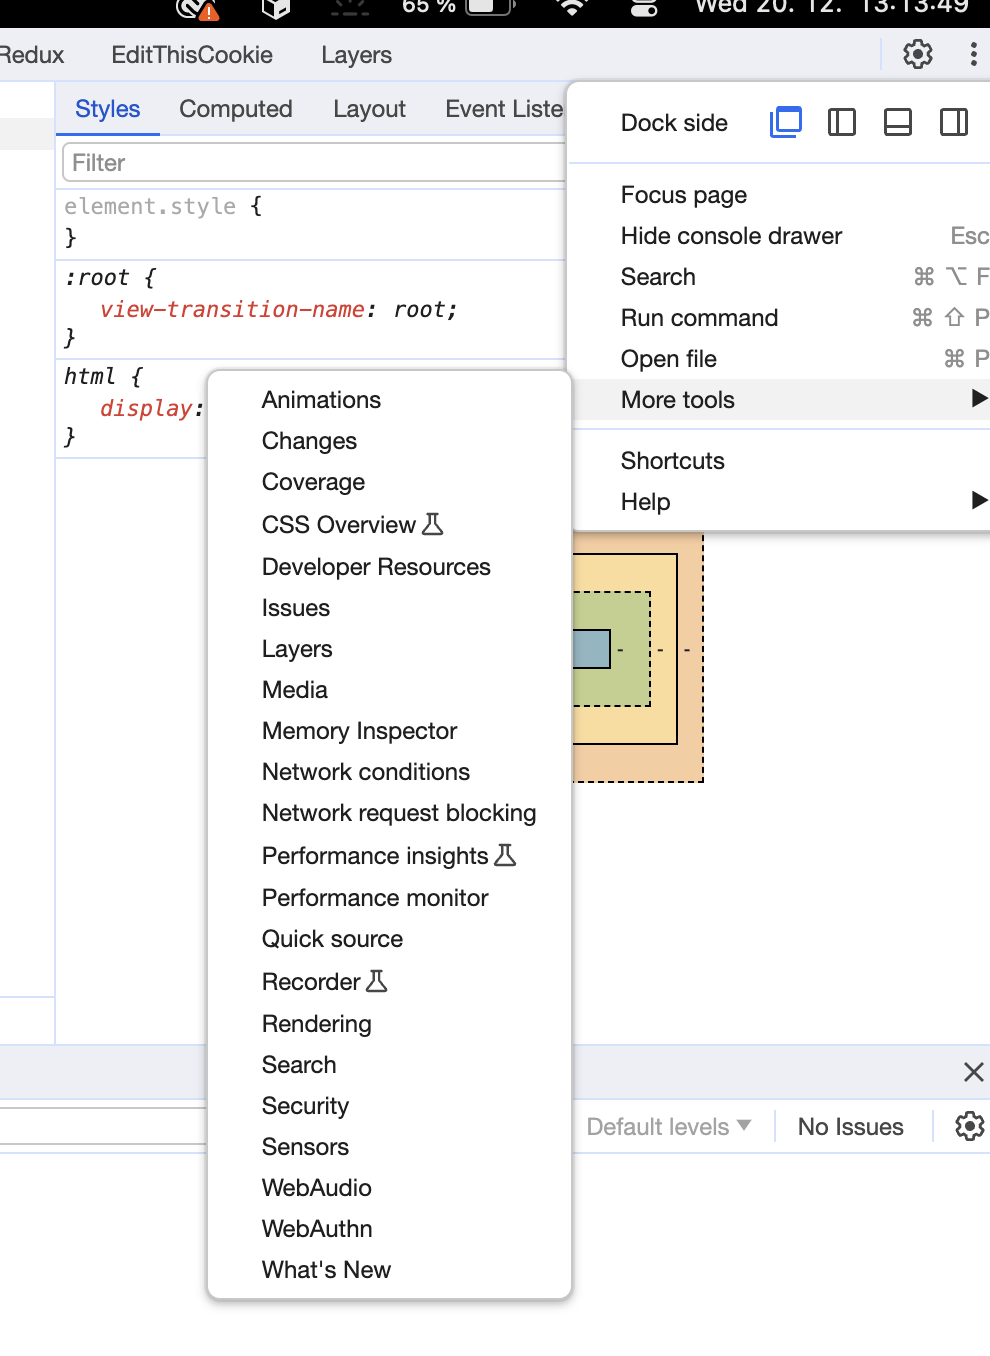 65 % Wed 20. 12. 13:13:49
Redux EditThisCookie Layers
Styles Computed Layout Event Liste
Filter
element.style {
}
:root {
view-transition-name: root;
}
html {
display:
}
Dock side
Focus page
Hide console drawer Esc
Search ⌘ ⌥ F
Run command ⌘ ⇧ P
Open file ⌘ P
More tools ▶
Shortcuts
Help ▶
Animations
Changes
Coverage
CSS Overview
Developer Resources
Issues
Layers
Media
Memory Inspector
Network conditions
Network request blocking
Performance insights
Performance monitor
Quick source
Recorder
Rendering
Search
Security
Sensors
WebAudio
WebAuthn
What's New
- - -
Default levels ▼ No Issues